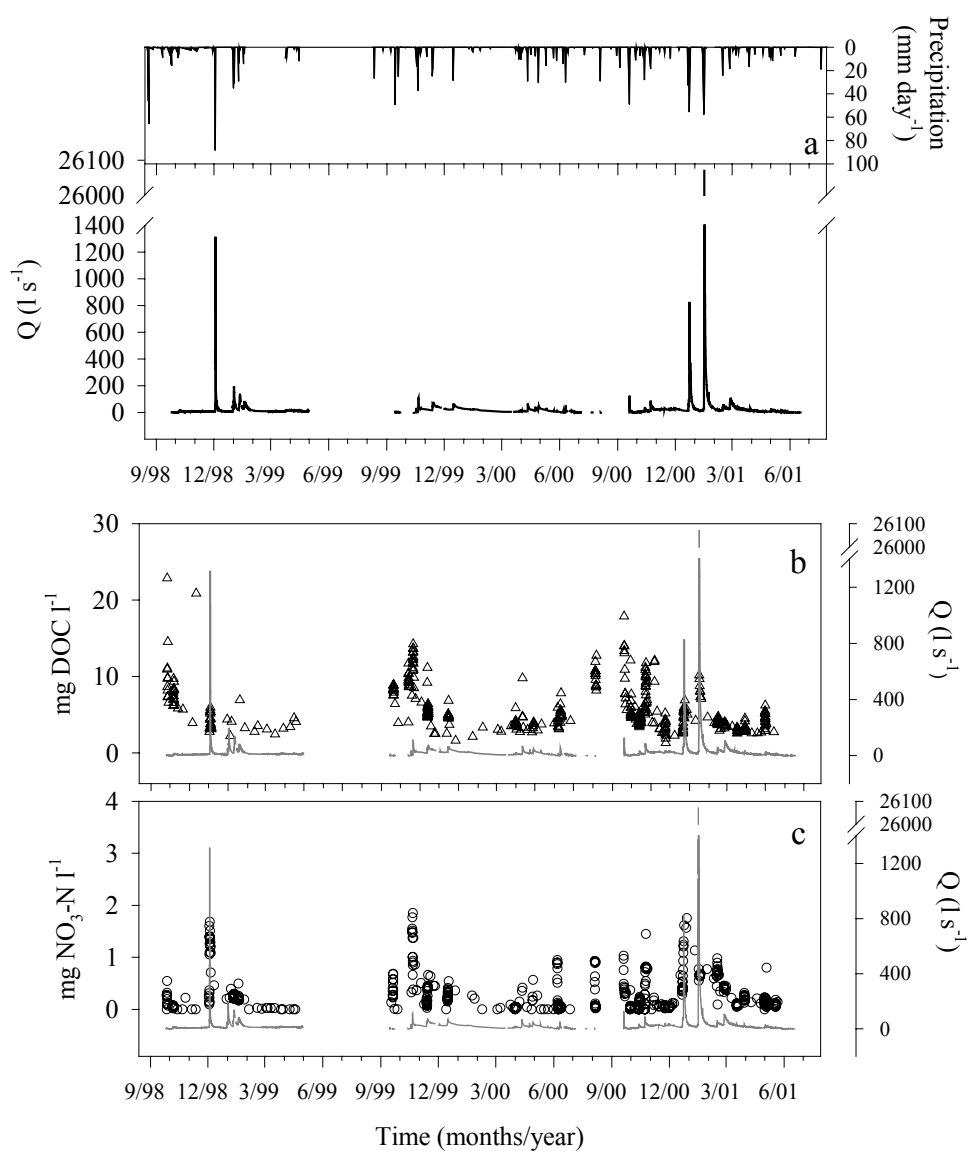 0
20
40
60
80
100
Precipitation
(mm day⁻¹)
a
26100
26000
1400
1200
1000
800
600
400
200
0
Q (l s⁻¹)
9/98 12/98 3/99 6/99 9/99 12/99 3/00 6/00 9/00 12/00 3/01 6/01
30
20
10
0
mg DOC l⁻¹
b
26100
26000
1200
800
400
0
Q (l s⁻¹)
4
3
2
1
0
mg NO₃-N l⁻¹
c
26100
26000
1200
800
400
0
Q (l s⁻¹)
9/98 12/98 3/99 6/99 9/99 12/99 3/00 6/00 9/00 12/00 3/01 6/01
Time (months/year)